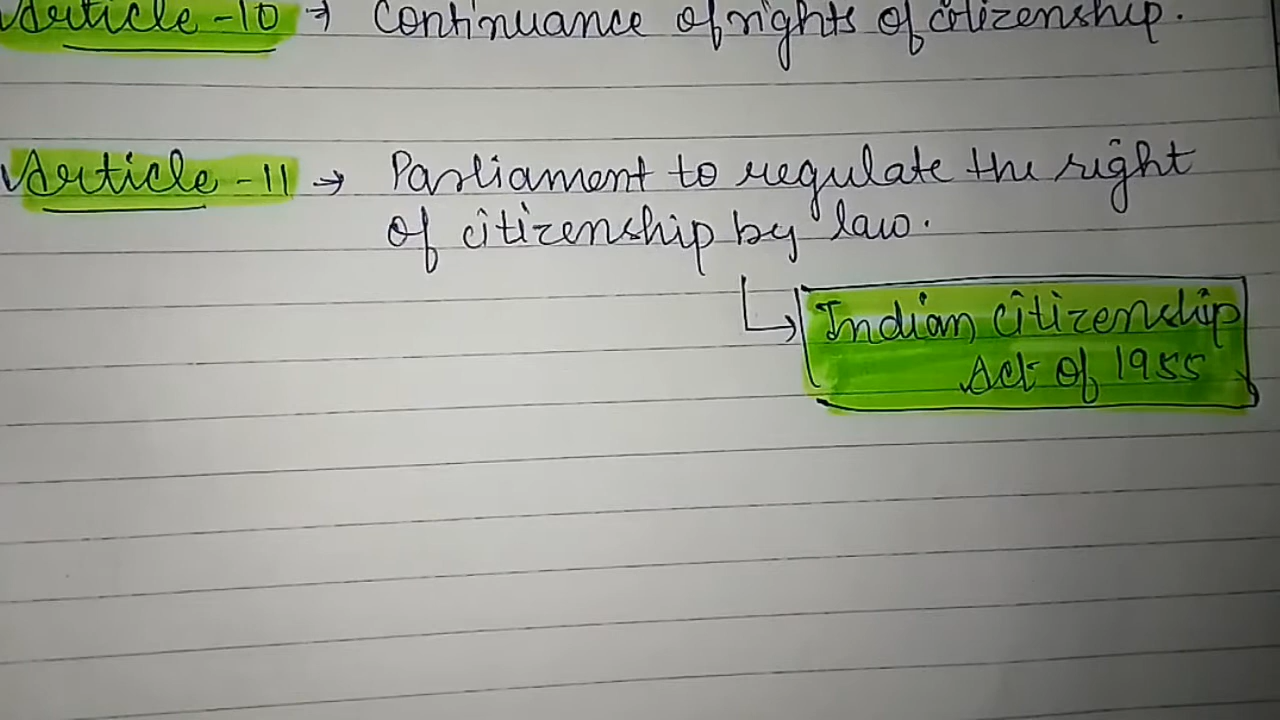 Article -10 → Continuance of rights of citizenship.
Article -11 → Parliament to regulate the right
of citizenship by law.
Indian citizenship
Act of 1955